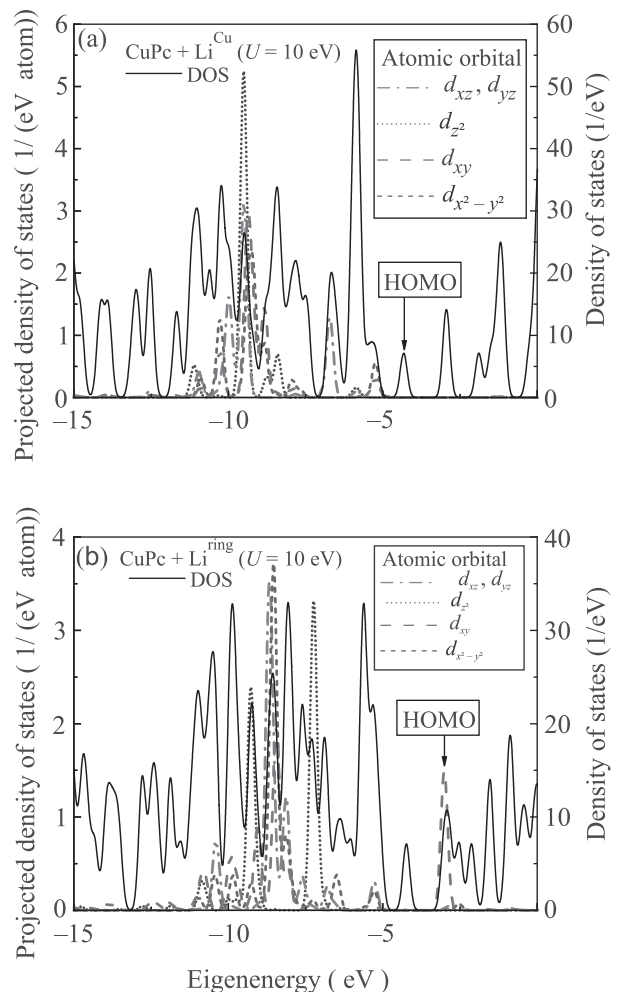 (a)
CuPc + Li^Cu (U = 10 eV)
DOS
Atomic orbital
d_xz, d_yz
d_z²
d_xy
d_x² – y²
HOMO
6
5
4
3
2
1
0
60
50
40
30
20
10
0
–15
–10
–5
Projected density of states ( 1/ (eV atom))
Density of states (1/eV)
(b)
CuPc + Li^ring (U = 10 eV)
DOS
Atomic orbital
d_xz, d_yz
d_z²
d_xy
d_x² – y²
HOMO
4
3
2
1
0
40
30
20
10
0
–15
–10
–5
Projected density of states ( 1/ (eV atom))
Density of states (1/eV)
Eigenenergy ( eV )